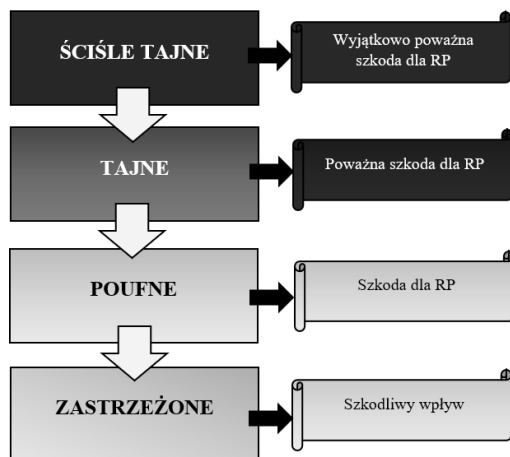 ŚCIŚLE TAJNE
Wyjątkowo poważna
szkoda dla RP
TAJNE
Poważna szkoda dla RP
POUFNE
Szkoda dla RP
ZASTRZEŻONE
Szkodliwy wpływ